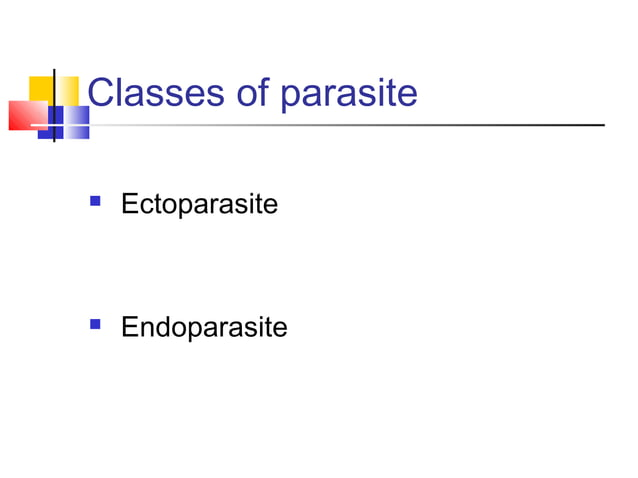 Classes of parasite
Ectoparasite
Endoparasite